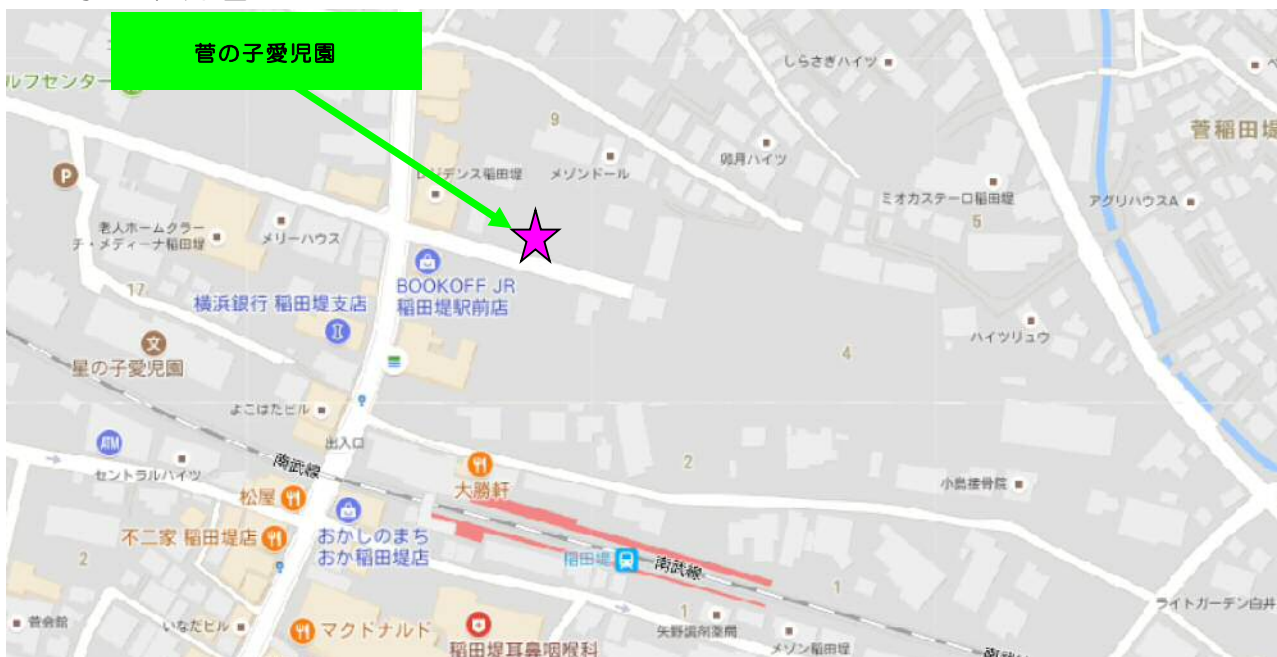 菅の子愛児園
しらさぎハイツ
ルフセンター
9
菅稲田堤
卯月ハイツ
レジデンス稲田堤
メゾンドール
P
ミオカステーロ稲田堤
アグリハウスA
5
老人ホームクラー
チ・メディーナ稲田堤
メリーハウス
BOOKOFF JR
稲田堤駅前店
17
横浜銀行 稲田堤支店
文
星の子愛児園
ハイツリュウ
4
よこはたビル
出入口
ATM
セントラルハイツ
南武線
大勝軒
2
小島接骨院
松屋
不二家 稲田堤店
おかしのまち
おか稲田堤店
2
稲田堤
南武線
1
1
ライトガーデン白井
菅会館
いなだビル
マクドナルド
稲田堤耳鼻咽喉科
矢野調剤薬局
メゾン稲田堤